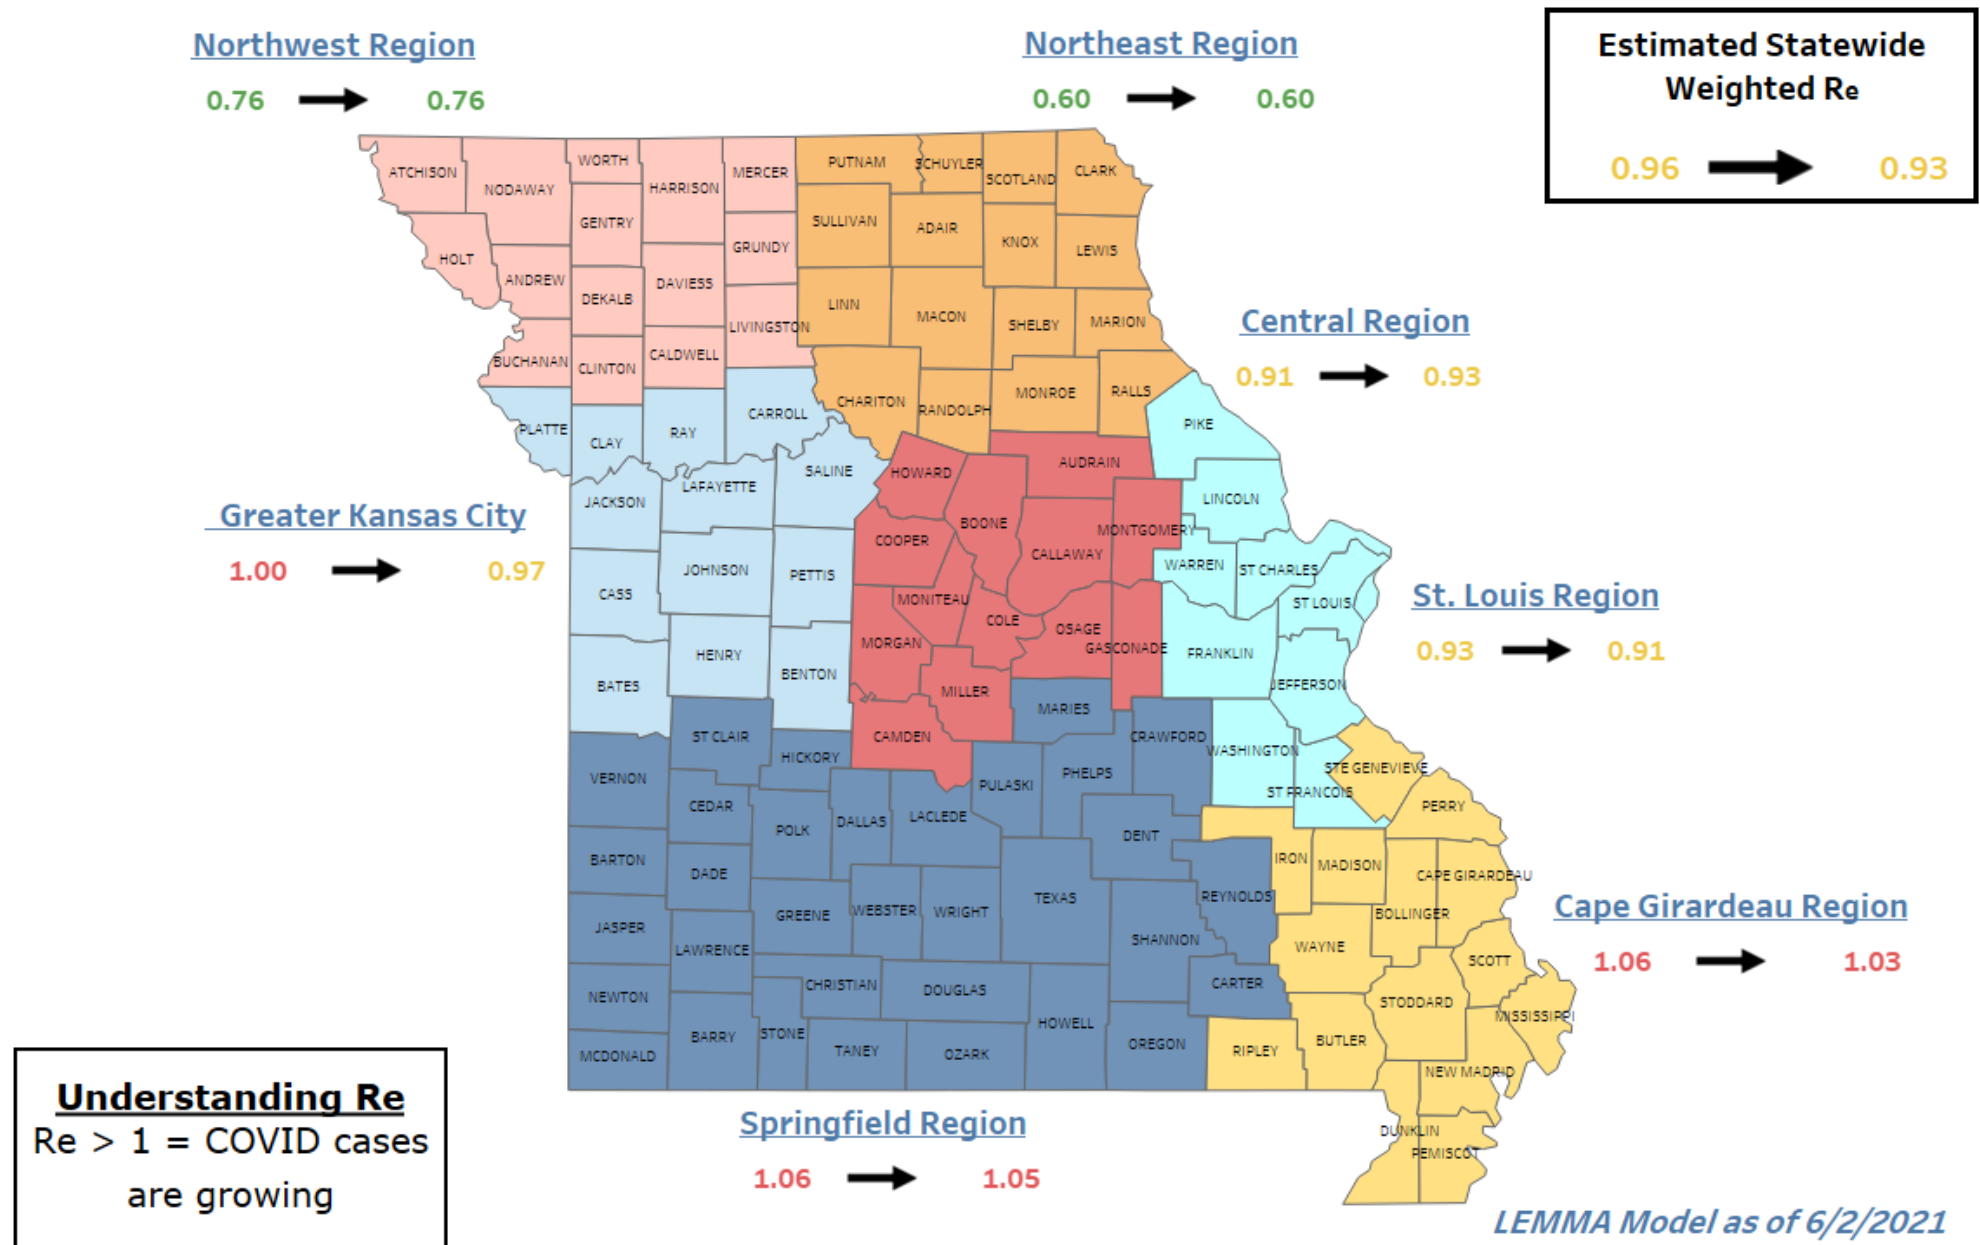 Northwest Region
0.76 0.76
Northeast Region
0.60 0.60
Estimated Statewide
Weighted Re
0.96 0.93
Central Region
0.91 0.93
Greater Kansas City
1.00 0.97
St. Louis Region
0.93 0.91
Cape Girardeau Region
1.06 1.03
Springfield Region
1.06 1.05
Understanding Re
Re > 1 = COVID cases
are growing
LEMMA Model as of 6/2/2021
ATCHISON
NODAWAY
WORTH
HARRISON
MERCER
PUTNAM
SCHUYLER
SCOTLAND
CLARK
HOLT
GENTRY
GRUNDY
SULLIVAN
ADAIR
KNOX
LEWIS
ANDREW
DEKALB
DAVIESS
LIVINGSTON
LINN
MACON
SHELBY
MARION
BUCHANAN
CLINTON
CALDWELL
CHARITON
RANDOLPH
MONROE
RALLS
PLATTE
CLAY
RAY
CARROLL
PIKE
JACKSON
LAFAYETTE
SALINE
HOWARD
BOONE
AUDRAIN
LINCOLN
COOPER
CALLAWAY
MONTGOMERY
WARREN
ST CHARLES
CASS
JOHNSON
PETTIS
MONITEAU
COLE
OSAGE
GASCONADE
ST LOUIS
FRANKLIN
JEFFERSON
BATES
HENRY
BENTON
MORGAN
MILLER
MARIES
CAMDEN
CRAWFORD
WASHINGTON
STE GENEVIEVE
ST FRANCOIS
PERRY
VERNON
ST CLAIR
HICKORY
PULASKI
PHELPS
CEDAR
POLK
DALLAS
LACLEDE
DENT
IRON
MADISON
CAPE GIRARDEAU
BOLLINGER
BARTON
DADE
GREENE
WEBSTER
WRIGHT
TEXAS
REYNOLDS
SHANNON
WAYNE
SCOTT
JASPER
LAWRENCE
CHRISTIAN
DOUGLAS
CARTER
STODDARD
MISSISSIPPI
NEWTON
BARRY
STONE
TANEY
OZARK
HOWELL
OREGON
RIPLEY
BUTLER
NEW MADRID
MCDONALD
DUNKLIN
PEMISCOT